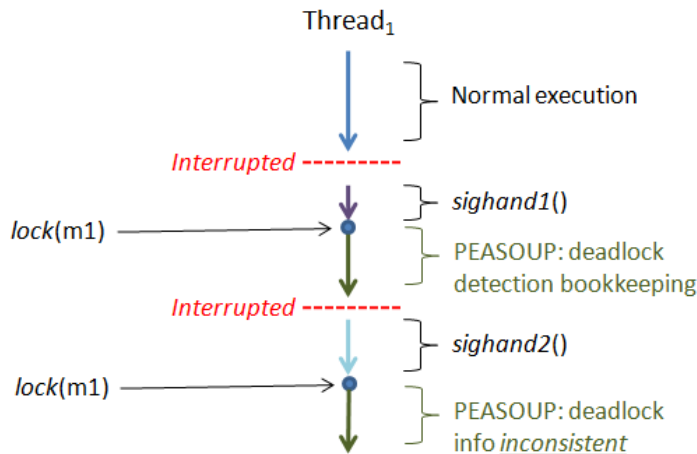 Thread₁
Normal execution
Interrupted
sighand1()
lock(m1)
PEASOUP: deadlock
detection bookkeeping
Interrupted
sighand2()
lock(m1)
PEASOUP: deadlock
info inconsistent